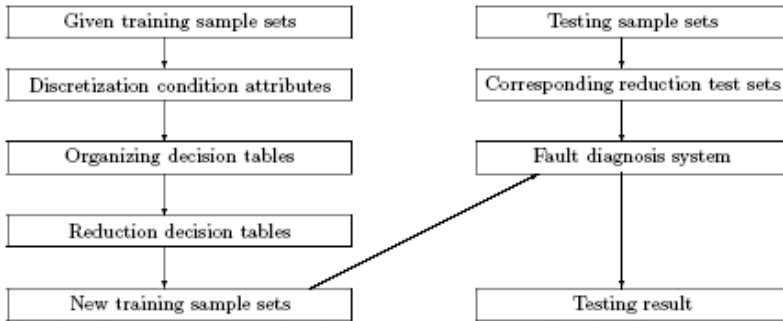 Given training sample sets
Discretization condition attributes
Organizing decision tables
Reduction decision tables
New training sample sets
Testing sample sets
Corresponding reduction test sets
Fault diagnosis system
Testing result